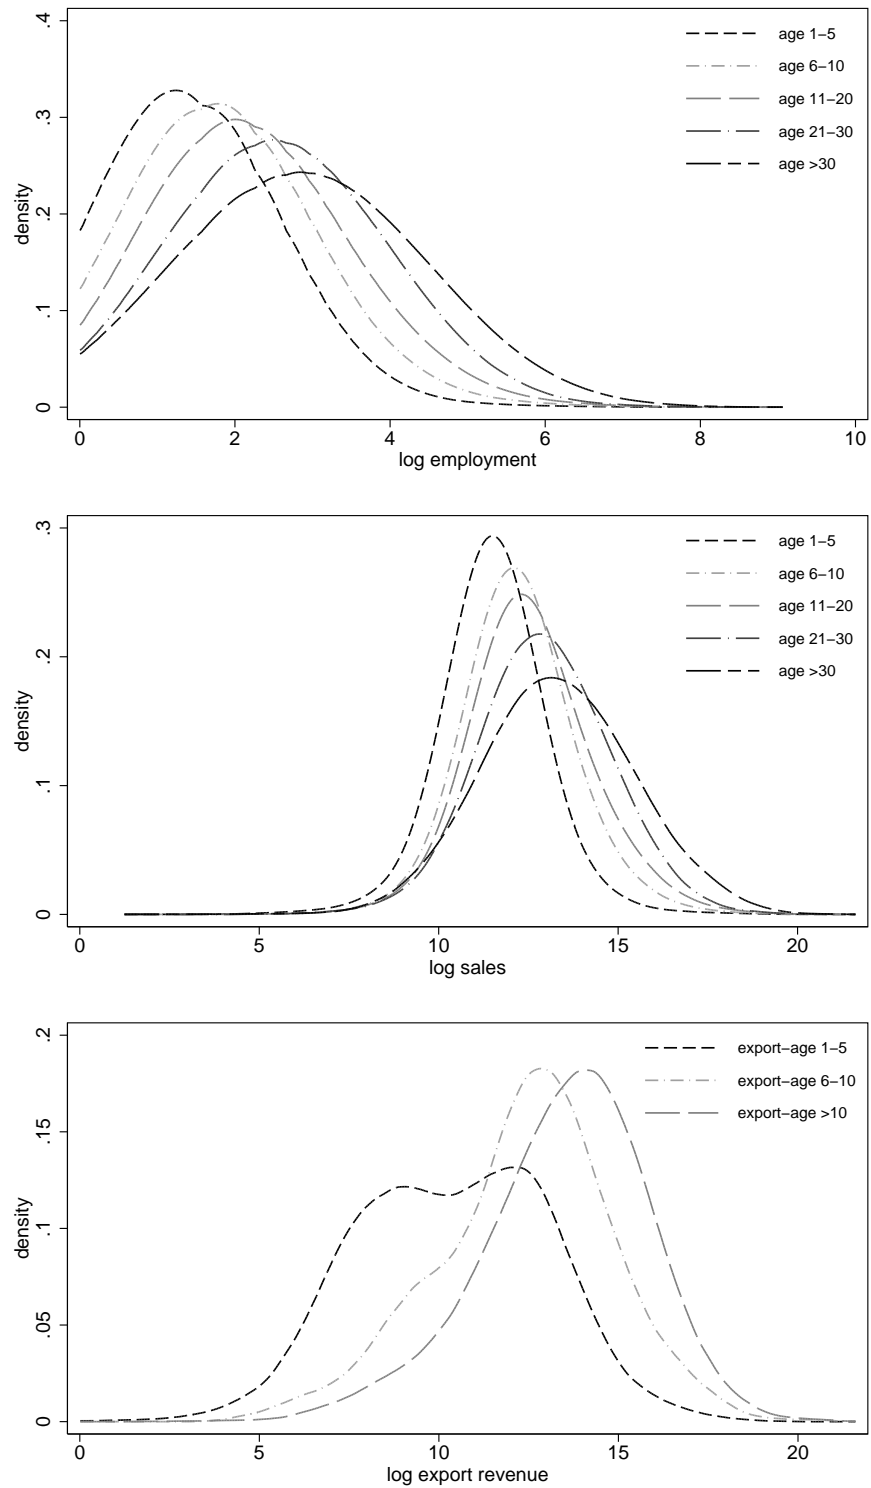 .4
.3
.2
.1
0
density
0 2 4 6 8 10
log employment
age 1–5
age 6–10
age 11–20
age 21–30
age >30
.3
.2
.1
0
density
0 5 10 15 20
log sales
age 1–5
age 6–10
age 11–20
age 21–30
age >30
.2
.15
.1
.05
0
density
0 5 10 15 20
log export revenue
export–age 1–5
export–age 6–10
export–age >10